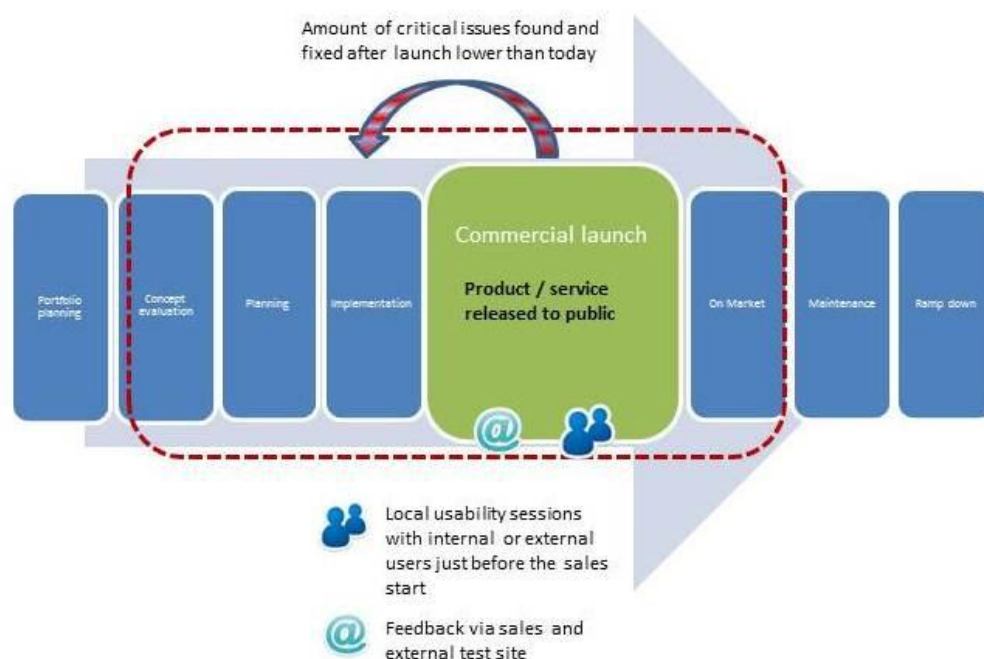 Amount of critical issues found and
fixed after launch lower than today
Portfolio
planning
Concept
evaluation
Planning
Implementation
Commercial launch
Product / service
released to public
On Market
Maintenance
Ramp down
@
Local usability sessions
with internal or external
users just before the sales
start
@ Feedback via sales and
external test site